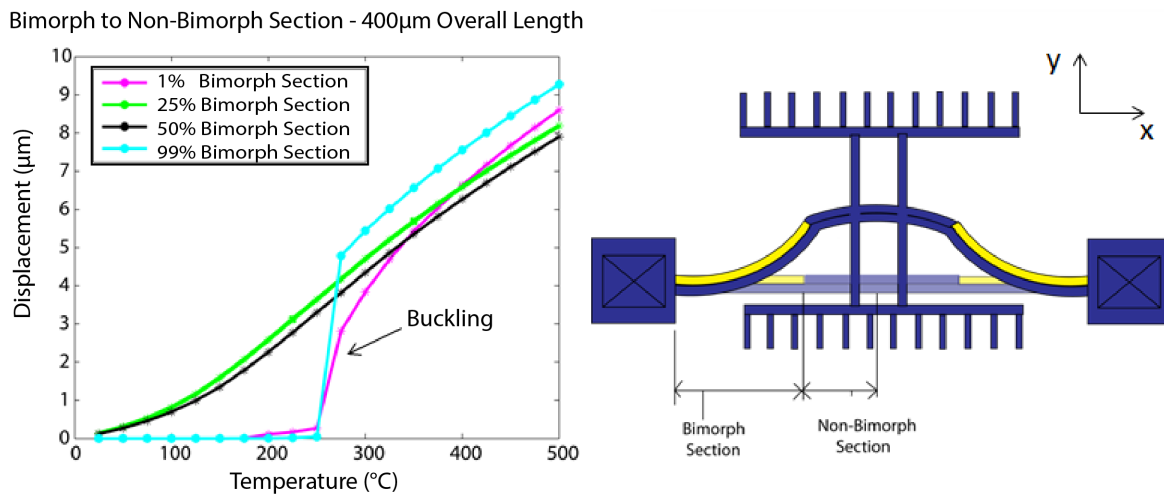 Bimorph to Non-Bimorph Section - 400µm Overall Length
10
9
8
7
6
5
4
3
2
1
0
Displacement (µm)
1% Bimorph Section
25% Bimorph Section
50% Bimorph Section
99% Bimorph Section
Buckling
0 100 200 300 400 500
Temperature (°C)
y
x
Bimorph
Section
Non-Bimorph
Section